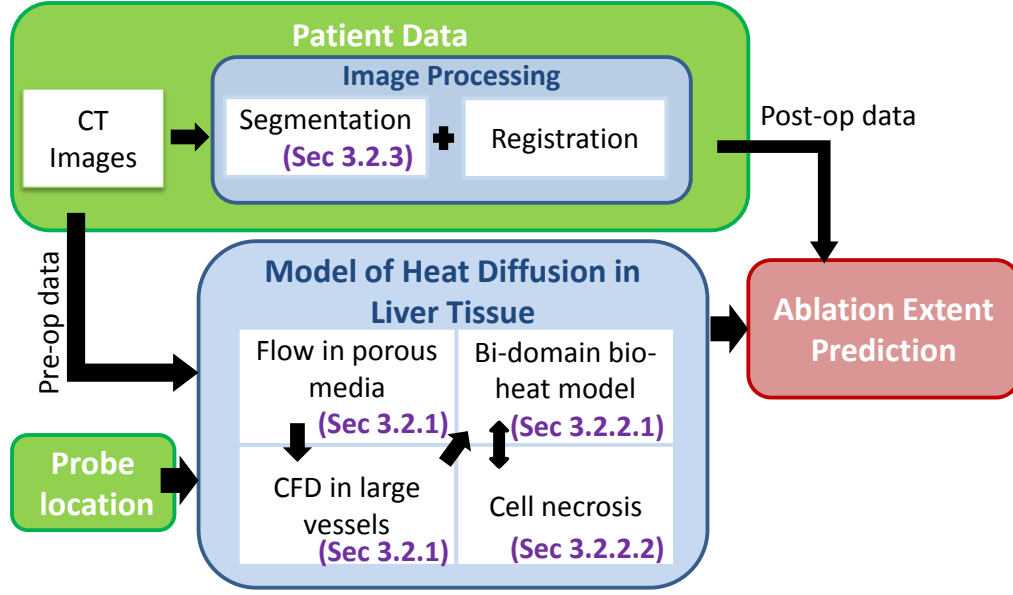 Patient Data
Image Processing
CT
Images
Segmentation
(Sec 3.2.3)
Registration
Post-op data
Pre-op data
Model of Heat Diffusion in
Liver Tissue
Flow in porous
media
(Sec 3.2.1)
Bi-domain bio-
heat model
(Sec 3.2.2.1)
CFD in large
vessels
(Sec 3.2.1)
Cell necrosis
(Sec 3.2.2.2)
Probe
location
Ablation Extent
Prediction